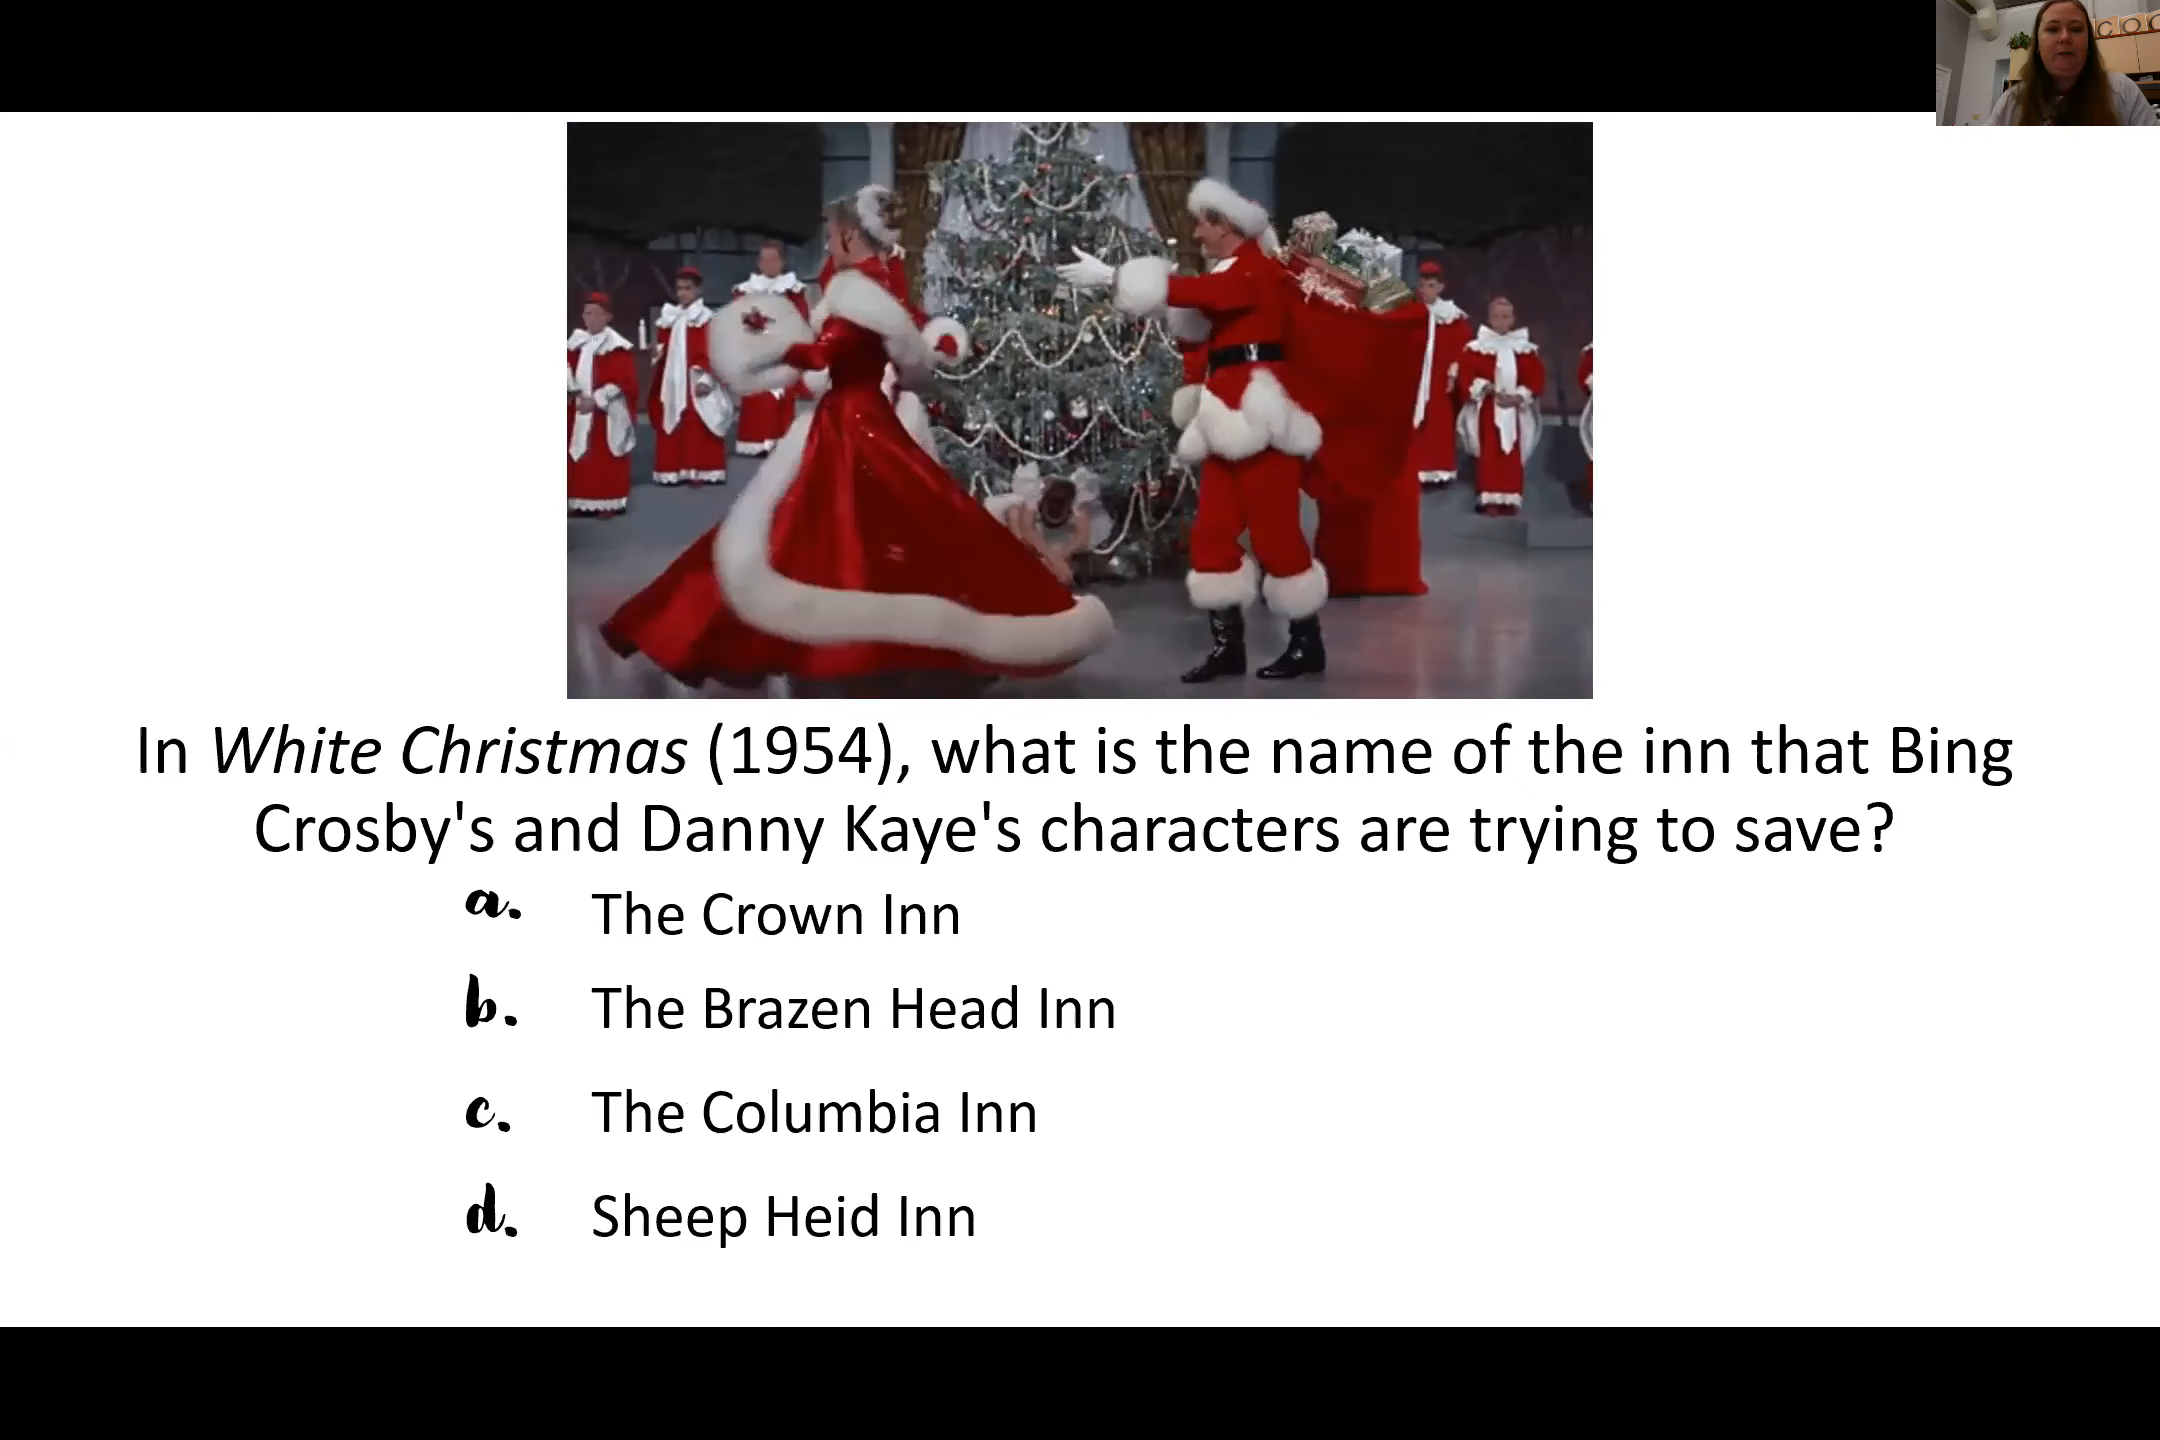 COC
In White Christmas (1954), what is the name of the inn that Bing
Crosby's and Danny Kaye's characters are trying to save?
a. The Crown Inn
b. The Brazen Head Inn
c. The Columbia Inn
d. Sheep Heid Inn